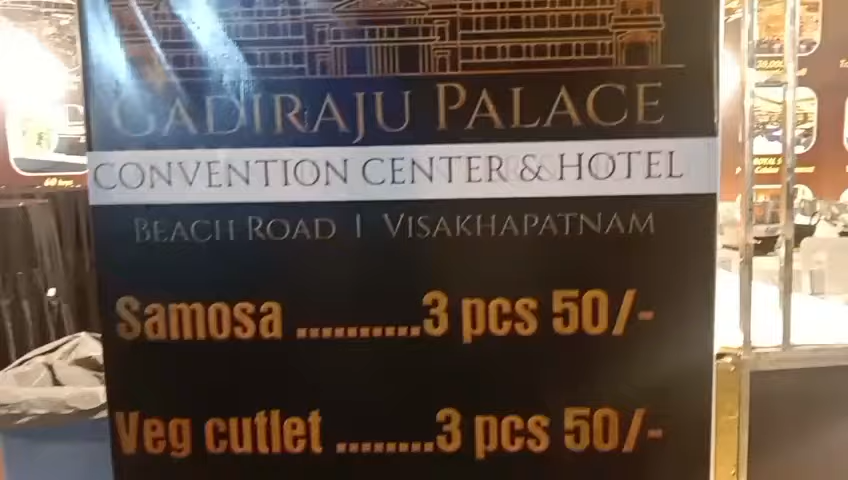 GADIRAJU PALACE
CONVENTION CENTER & HOTEL
BEACH ROAD | VISAKHAPATNAM
Samosa ..........3 pcs 50/-
Veg cutlet ........3 pcs 50/-